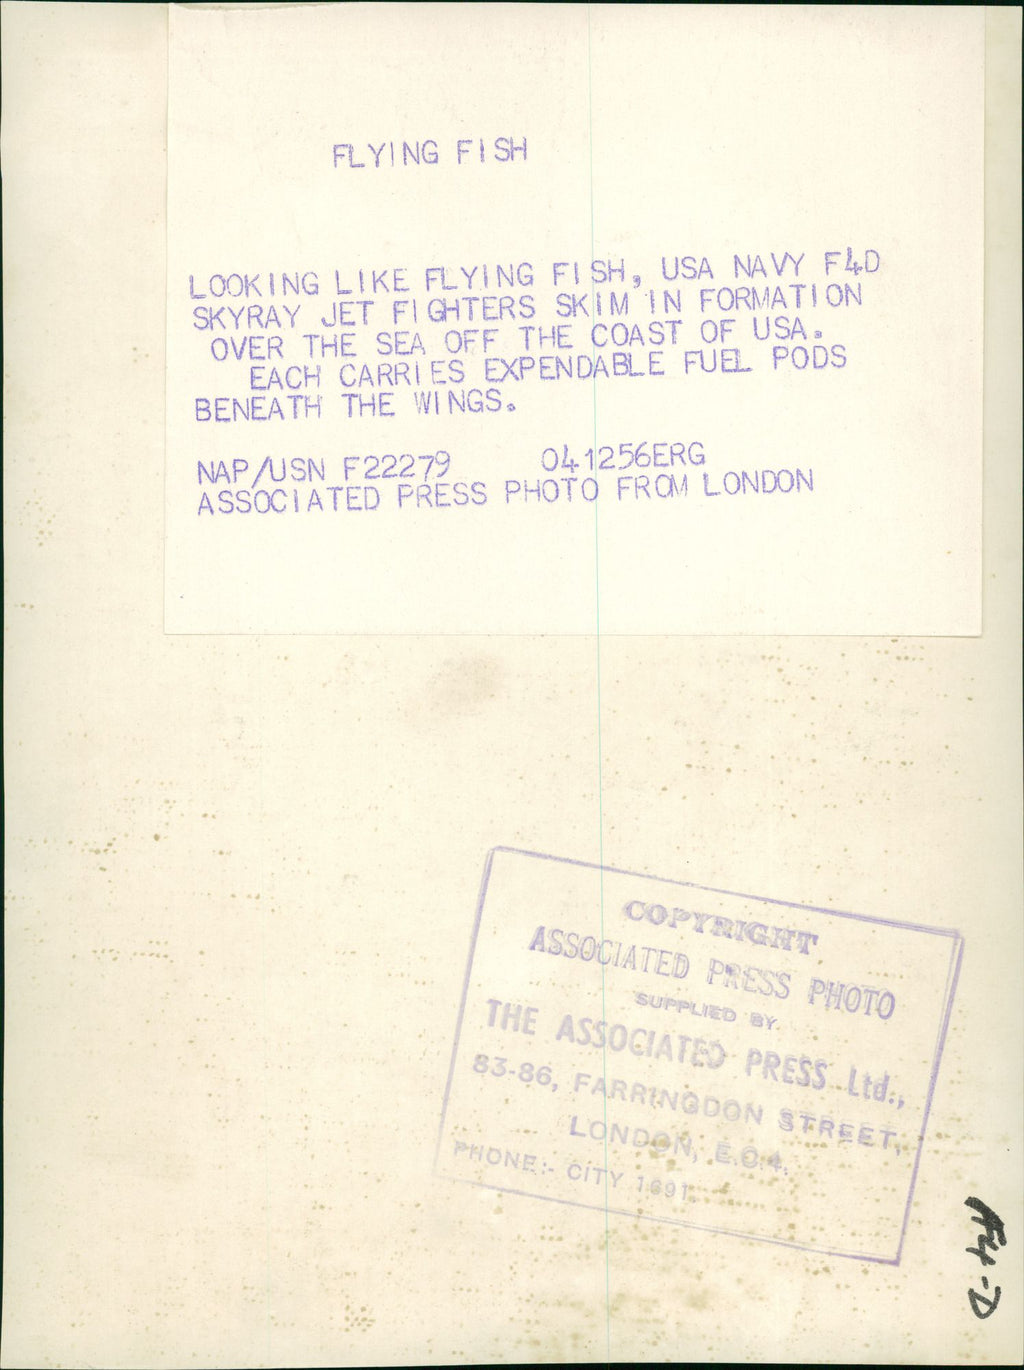 FLYING FISH
LOOKING LIKE FLYING FISH, USA NAVY F4D
SKYRAY JET FIGHTERS SKIM IN FORMATION
OVER THE SEA OFF THE COAST OF USA.
EACH CARRIES EXPENDABLE FUEL PODS
BENEATH THE WINGS.
NAP/USN F22279 041256ERG
ASSOCIATED PRESS PHOTO FROM LONDON
COPYRIGHT
ASSOCIATED PRESS PHOTO
SUPPLIED BY
THE ASSOCIATED PRESS Ltd.,
83-86, FARRINGDON STREET,
LONDON, E.C.4.
PHONE:- CITY 1691